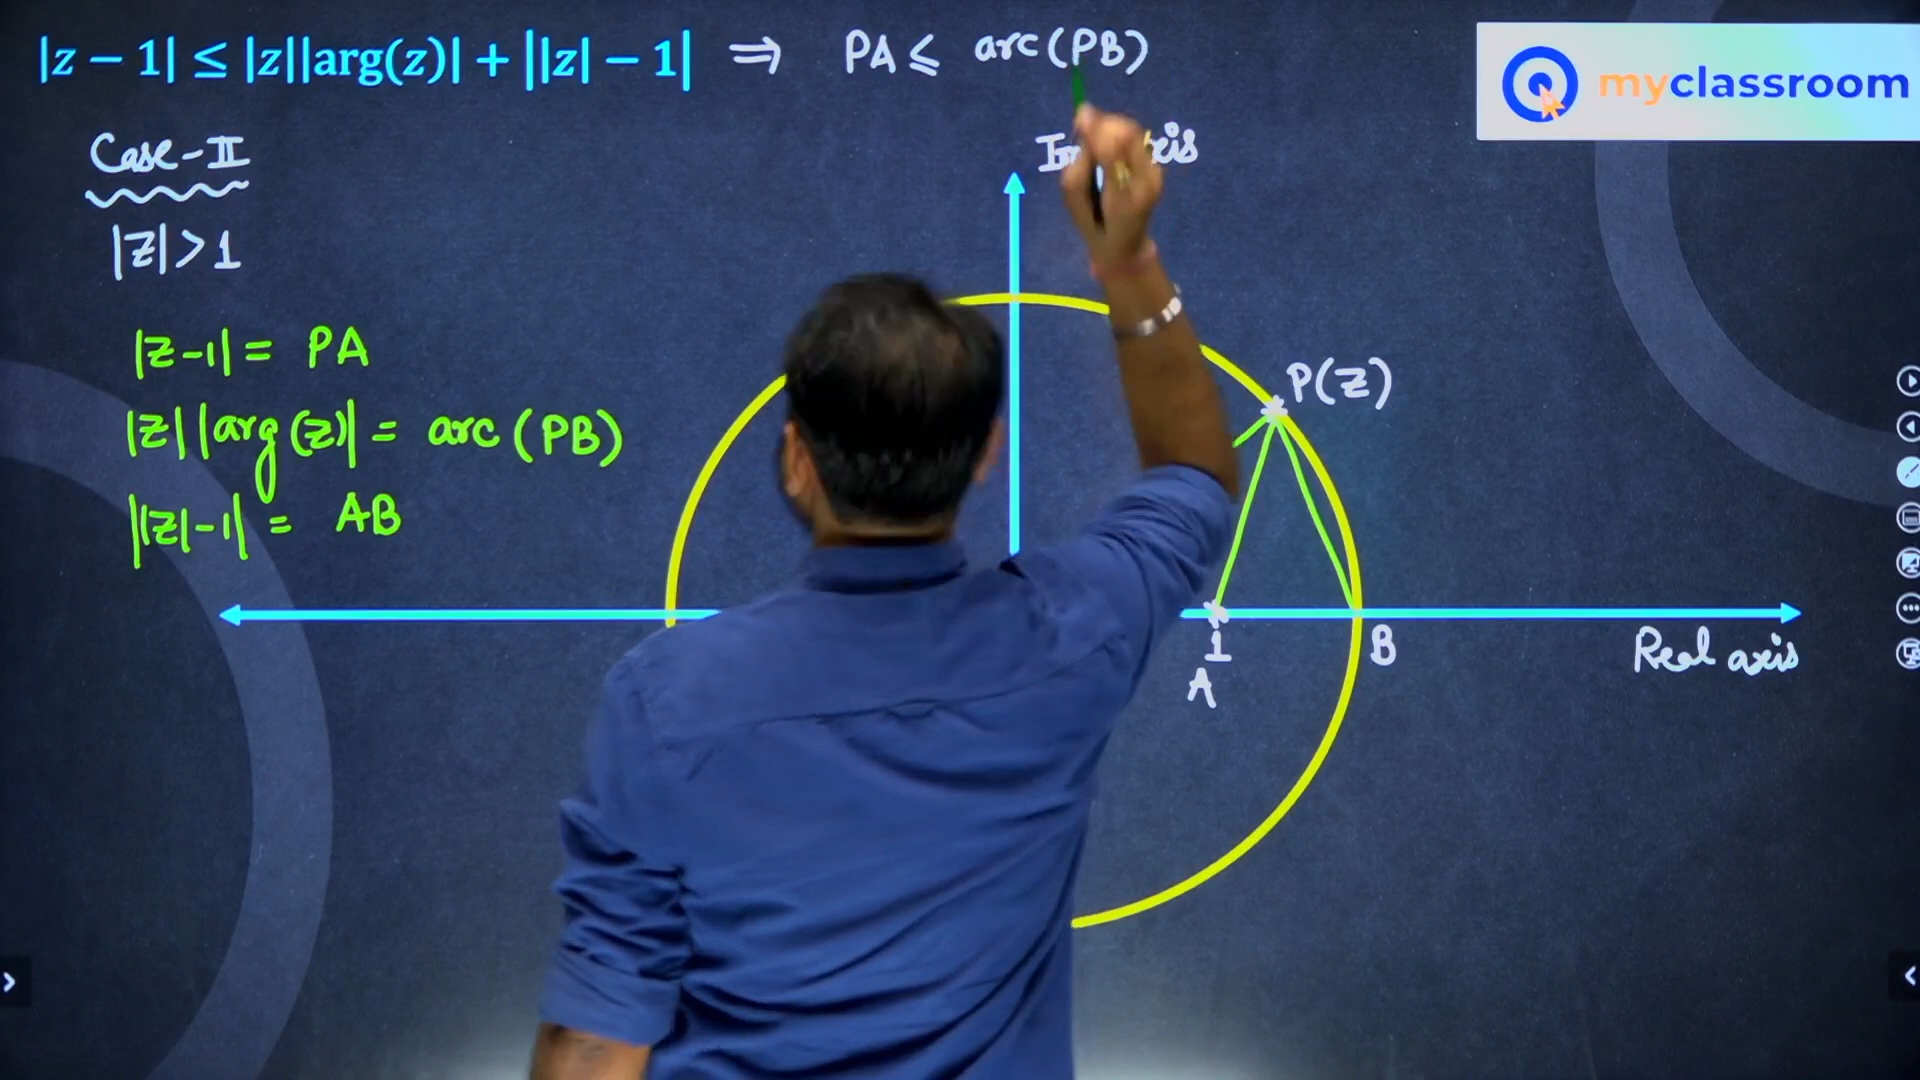 |z − 1| ≤ |z||arg(z)| + ||z| − 1| ⇒ PA ≤ arc(PB)
myclassroom
Case-II
|z| > 1
|z-1| = PA
|z| |arg(z)| = arc (PB)
||z|-1| = AB
P(z)
1
A
B
Real axis